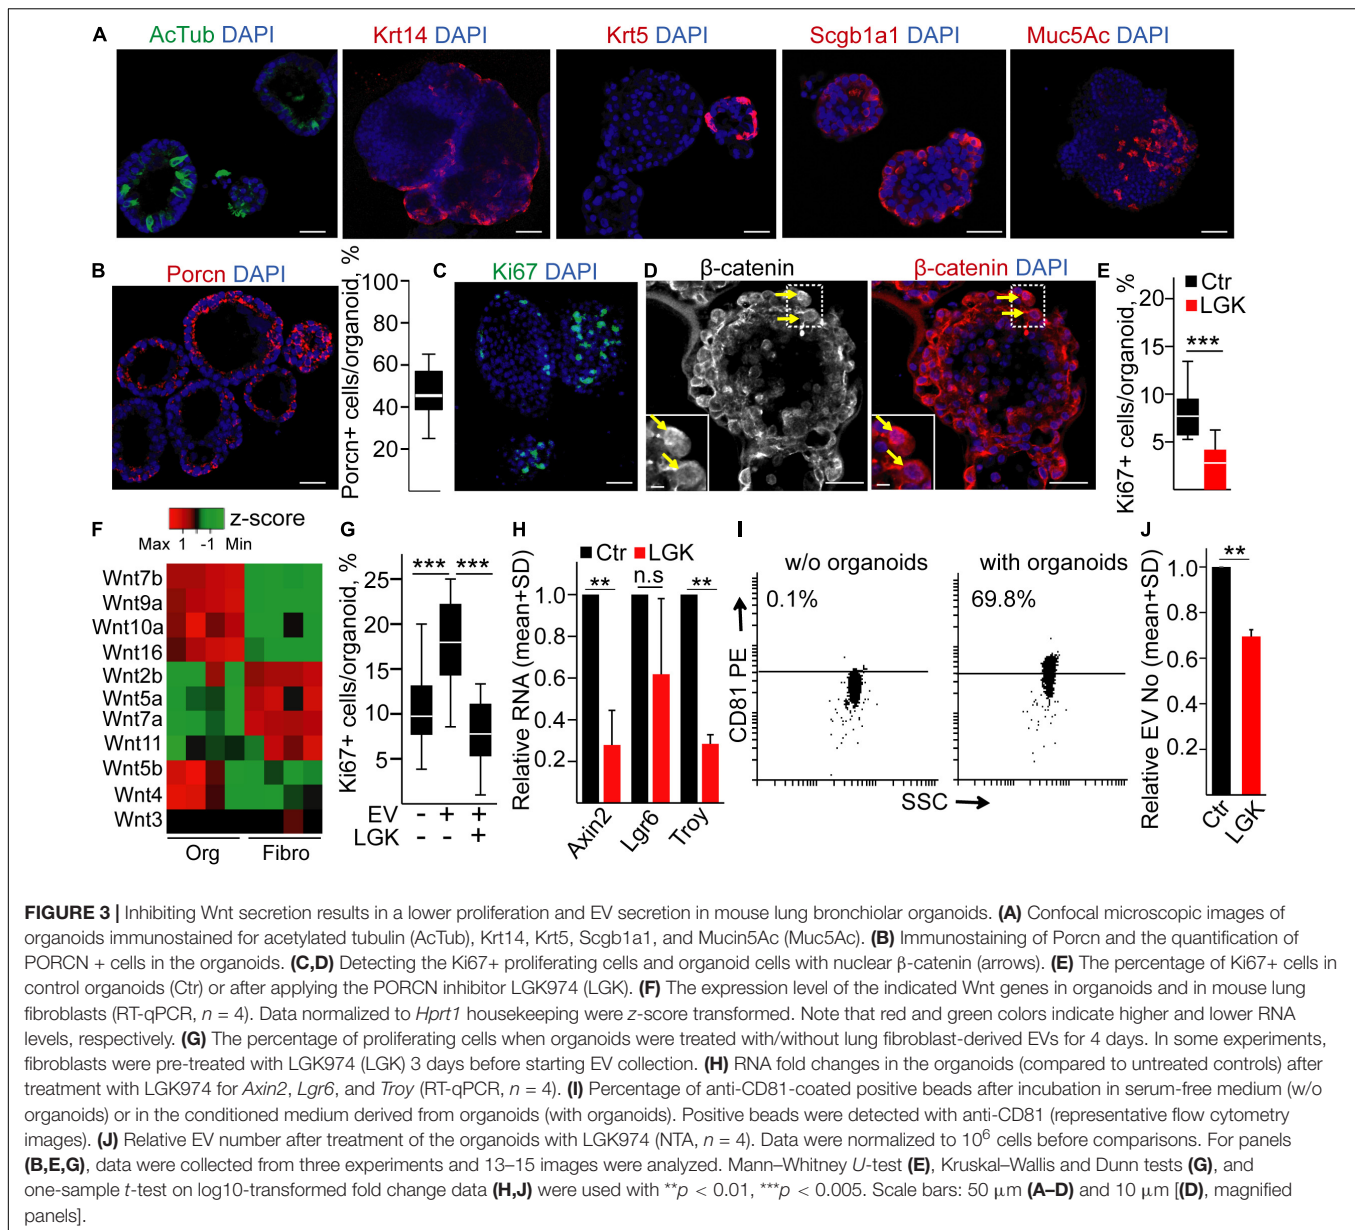 A
AcTub DAPI
Krt14 DAPI
Krt5 DAPI
Scgb1a1 DAPI
Muc5Ac DAPI
B
Porcn DAPI
Porcn+ cells/organoid, %
100
80
60
40
20
C
Ki67 DAPI
D
β-catenin
β-catenin DAPI
E
Ki67+ cells/organoid, %
Ctr
LGK
***
20
10
5
F
z-score
Max 1 -1 Min
Wnt7b
Wnt9a
Wnt10a
Wnt16
Wnt2b
Wnt5a
Wnt7a
Wnt11
Wnt5b
Wnt4
Wnt3
Org Fibro
G
Ki67+ cells/organoid, %
*** ***
25
20
15
10
5
EV - + +
LGK - - +
H
Relative RNA (mean+SD)
Ctr LGK
** n.s **
1.0
0.8
0.6
0.4
0.2
Axin2 Lgr6 Troy
I
w/o organoids
with organoids
0.1%
69.8%
CD81 PE
SSC
J
Relative EV No (mean+SD)
**
1.0
0.8
0.6
0.4
0.2
Ctr LGK
FIGURE 3 | Inhibiting Wnt secretion results in a lower proliferation and EV secretion in mouse lung bronchiolar organoids. (A) Confocal microscopic images of
organoids immunostained for acetylated tubulin (AcTub), Krt14, Krt5, Scgb1a1, and Mucin5Ac (Muc5Ac). (B) Immunostaining of Porcn and the quantification of
PORCN + cells in the organoids. (C,D) Detecting the Ki67+ proliferating cells and organoid cells with nuclear β-catenin (arrows). (E) The percentage of Ki67+ cells in
control organoids (Ctr) or after applying the PORCN inhibitor LGK974 (LGK). (F) The expression level of the indicated Wnt genes in organoids and in mouse lung
fibroblasts (RT-qPCR, n = 4). Data normalized to Hprt1 housekeeping were z-score transformed. Note that red and green colors indicate higher and lower RNA
levels, respectively. (G) The percentage of proliferating cells when organoids were treated with/without lung fibroblast-derived EVs for 4 days. In some experiments,
fibroblasts were pre-treated with LGK974 (LGK) 3 days before starting EV collection. (H) RNA fold changes in the organoids (compared to untreated controls) after
treatment with LGK974 for Axin2, Lgr6, and Troy (RT-qPCR, n = 4). (I) Percentage of anti-CD81-coated positive beads after incubation in serum-free medium (w/o
organoids) or in the conditioned medium derived from organoids (with organoids). Positive beads were detected with anti-CD81 (representative flow cytometry
images). (J) Relative EV number after treatment of the organoids with LGK974 (NTA, n = 4). Data were normalized to 10⁶ cells before comparisons. For panels
(B,E,G), data were collected from three experiments and 13–15 images were analyzed. Mann–Whitney U-test (E), Kruskal–Wallis and Dunn tests (G), and
one-sample t-test on log10-transformed fold change data (H,J) were used with **p < 0.01, ***p < 0.005. Scale bars: 50 μm (A–D) and 10 μm [(D), magnified
panels].